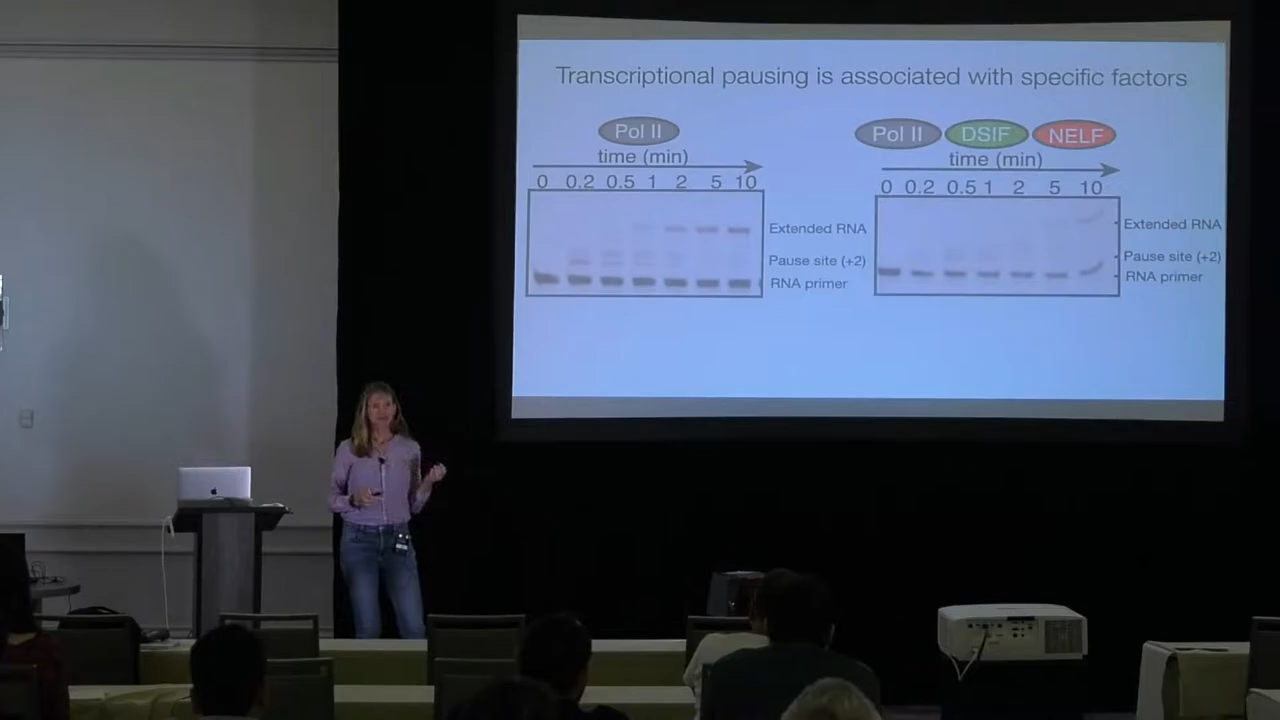 Transcriptional pausing is associated with specific factors
Pol II
time (min)
0 0.2 0.5 1 2 5 10
Extended RNA
Pause site (+2)
RNA primer
Pol II DSIF NELF
time (min)
0 0.2 0.5 1 2 5 10
Extended RNA
Pause site (+2)
RNA primer